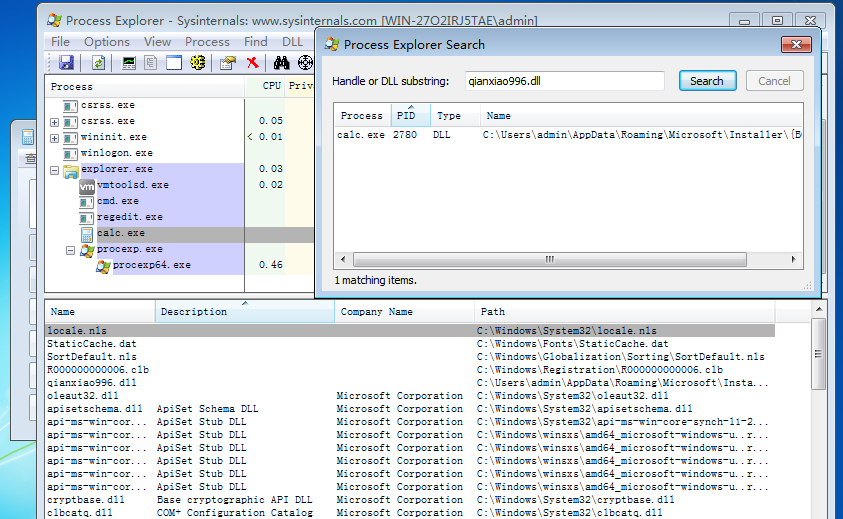 Process Explorer - Sysinternals: www.sysinternals.com [WIN-27O2IRJ5TAE\admin]
File Options View Process Find DLL
Process CPU Priv
csrss.exe
csrss.exe 0.05
wininit.exe < 0.01
winlogon.exe
explorer.exe 0.03
vmtoolsd.exe 0.02
cmd.exe
regedit.exe
calc.exe
procexp.exe
procexp64.exe 0.46
Process Explorer Search
Handle or DLL substring: qianxiao996.dll Search Cancel
Process PID Type Name
calc.exe 2780 DLL C:\Users\admin\AppData\Roaming\Microsoft\Installer\{B
1 matching items.
Name Description Company Name Path
locale.nls C:\Windows\System32\locale.nls
StaticCache.dat C:\Windows\Fonts\StaticCache.dat
SortDefault.nls C:\Windows\Globalization\Sorting\SortDefault.nls
R000000000006.clb C:\Windows\Registration\R000000000006.clb
qianxiao996.dll C:\Users\admin\AppData\Roaming\Microsoft\Insta...
oleaut32.dll Microsoft Corporation C:\Windows\System32\oleaut32.dll
apisetschema.dll ApiSet Schema DLL Microsoft Corporation C:\Windows\System32\apisetschema.dll
api-ms-win-cor... ApiSet Stub DLL Microsoft Corporation C:\Windows\System32\api-ms-win-core-synch-l1-2...
api-ms-win-cor... ApiSet Stub DLL Microsoft Corporation C:\Windows\winsxs\amd64_microsoft-windows-u..r...
api-ms-win-cor... ApiSet Stub DLL Microsoft Corporation C:\Windows\winsxs\amd64_microsoft-windows-u..r...
api-ms-win-cor... ApiSet Stub DLL Microsoft Corporation C:\Windows\winsxs\amd64_microsoft-windows-u..r...
api-ms-win-cor... ApiSet Stub DLL Microsoft Corporation C:\Windows\winsxs\amd64_microsoft-windows-u..r...
api-ms-win-cor... ApiSet Stub DLL Microsoft Corporation C:\Windows\winsxs\amd64_microsoft-windows-u..r...
cryptbase.dll Base cryptographic API DLL Microsoft Corporation C:\Windows\System32\cryptbase.dll
clbcatq.dll COM+ Configuration Catalog Microsoft Corporation C:\Windows\System32\clbcatq.dll